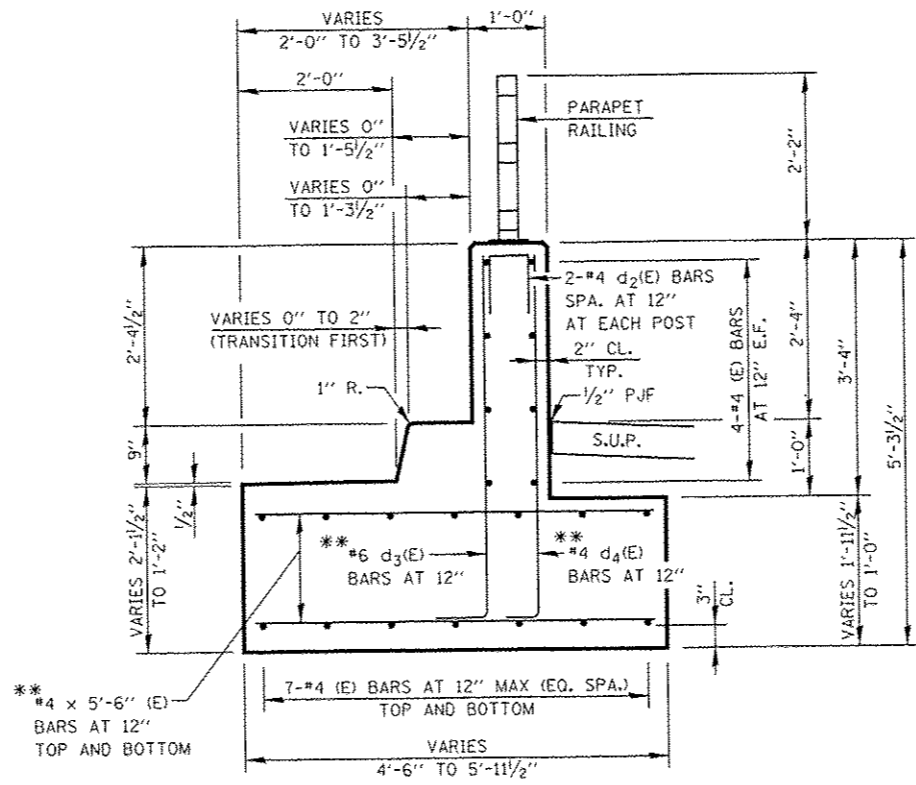 VARIES
2'-0" TO 3'-5½"
1'-0"
2'-0"
VARIES 0"
TO 1'-5½"
VARIES 0"
TO 1'-3½"
PARAPET
RAILING
2'-2"
2'-4½"
VARIES 0" TO 2"
(TRANSITION FIRST)
1" R.
2-#4 d₂(E) BARS
SPA. AT 12"
AT EACH POST
2" CL.
TYP.
½" PJF
S.U.P.
4-#4 (E) BARS
AT 12" E.F.
2'-4"
3'-4"
5'-3½"
1'-0"
9"
½"
VARIES 2'-1½"
TO 1'-2"
** #6 d₃(E)
BARS AT 12"
** #4 d₄(E)
BARS AT 12"
3"
CL.
VARIES 1'-11½"
TO 1'-0"
** #4 x 5'-6" (E)
BARS AT 12"
TOP AND BOTTOM
7-#4 (E) BARS AT 12" MAX (EQ. SPA.)
TOP AND BOTTOM
VARIES
4'-6" TO 5'-11½"